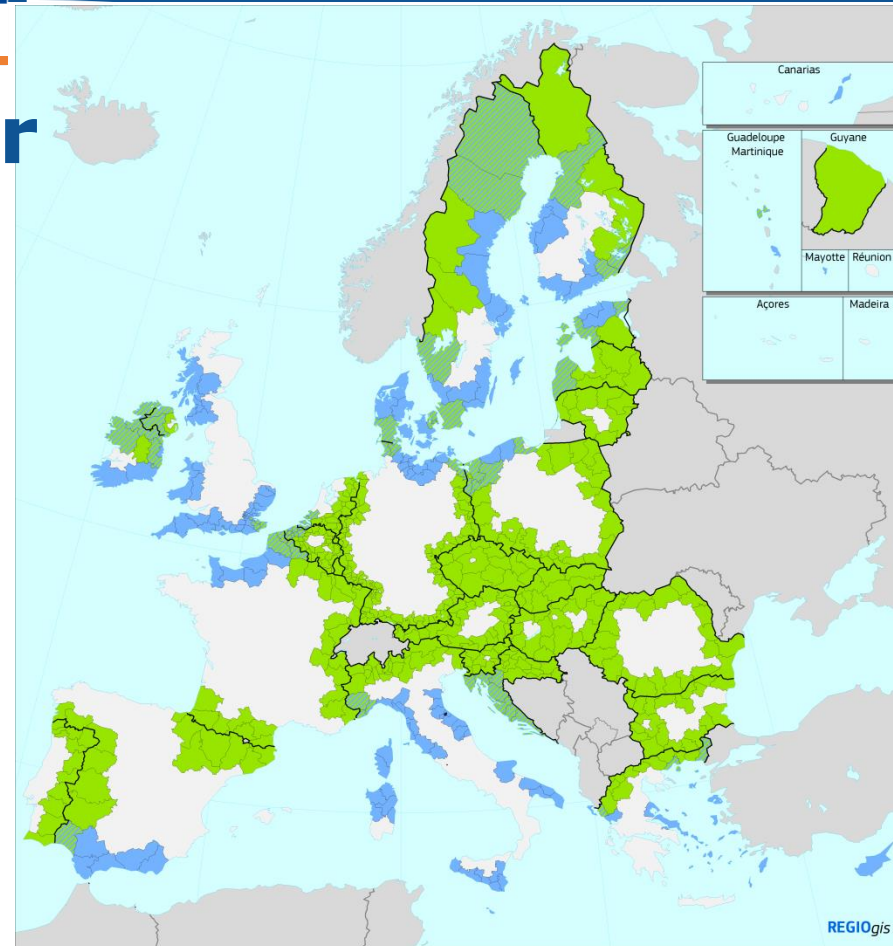 r
Canarias
Guadeloupe
Martinique
Guyane
Mayotte
Réunion
Açores
Madeira
REGIOgis